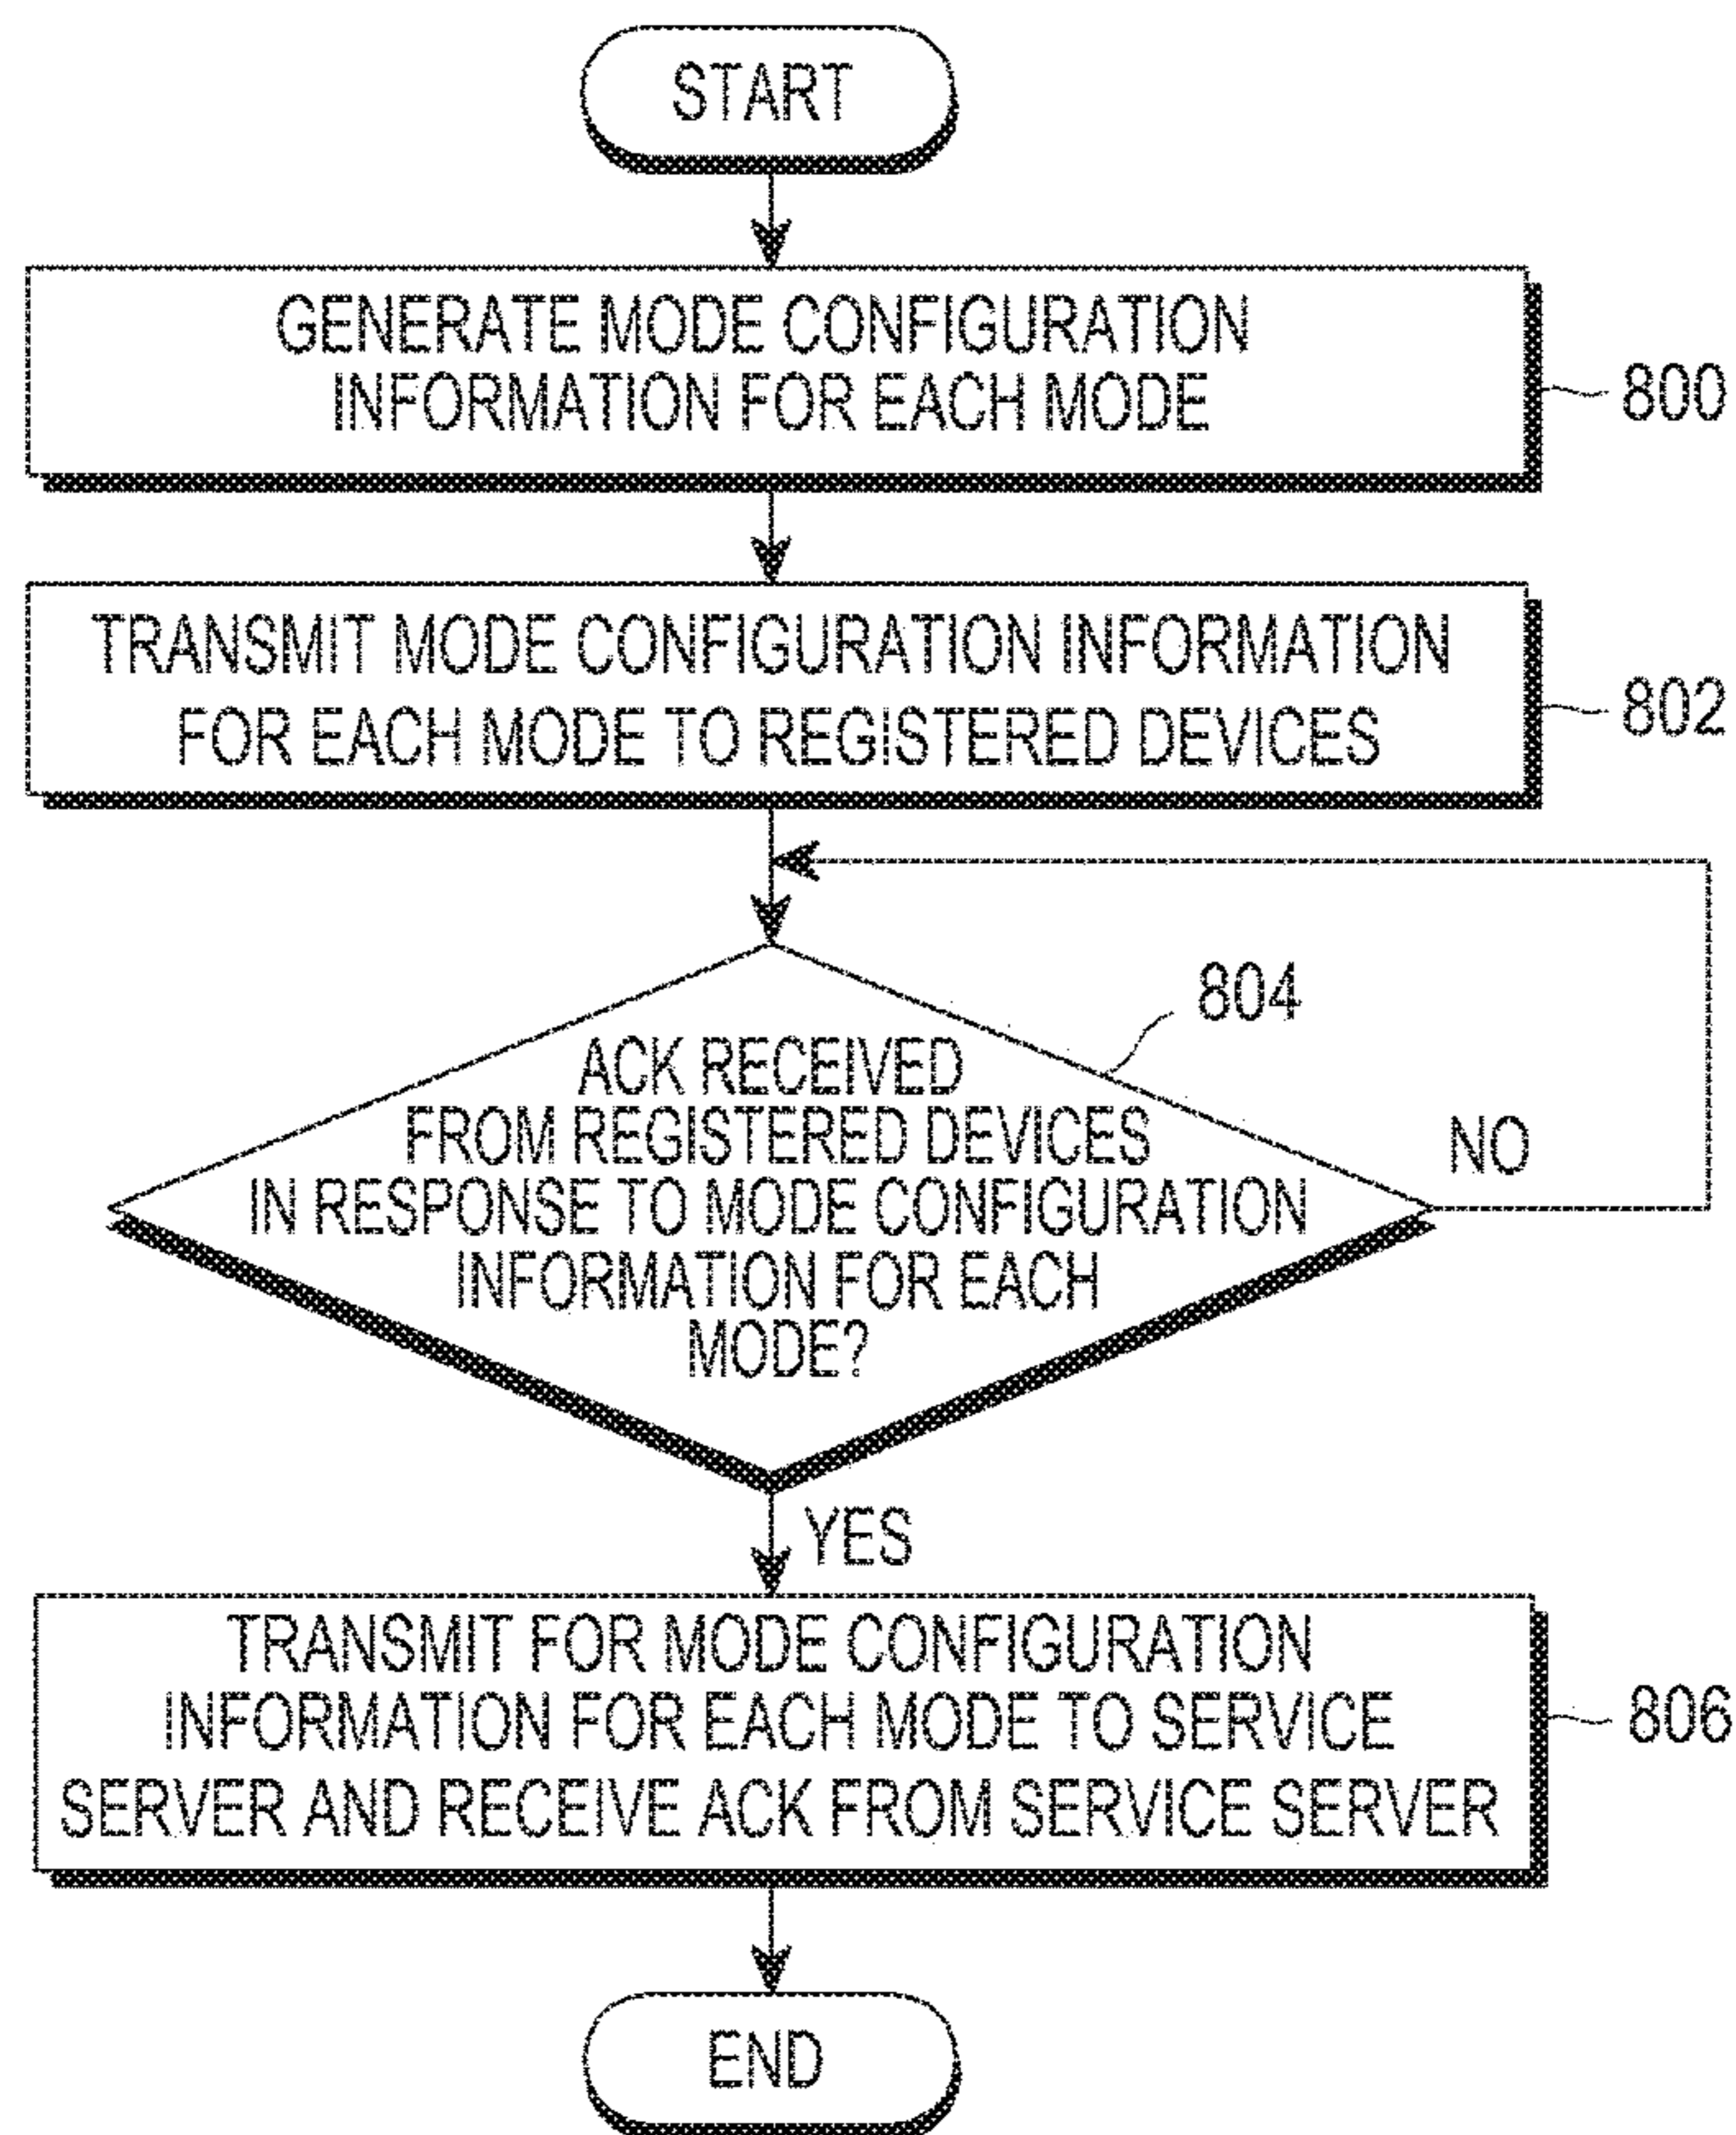 START
GENERATE MODE CONFIGURATION
INFORMATION FOR EACH MODE
800
TRANSMIT MODE CONFIGURATION INFORMATION
FOR EACH MODE TO REGISTERED DEVICES
802
804
ACK RECEIVED
FROM REGISTERED DEVICES
IN RESPONSE TO MODE CONFIGURATION
INFORMATION FOR EACH
MODE?
NO
YES
TRANSMIT FOR MODE CONFIGURATION
INFORMATION FOR EACH MODE TO SERVICE
SERVER AND RECEIVE ACK FROM SERVICE SERVER
806
END